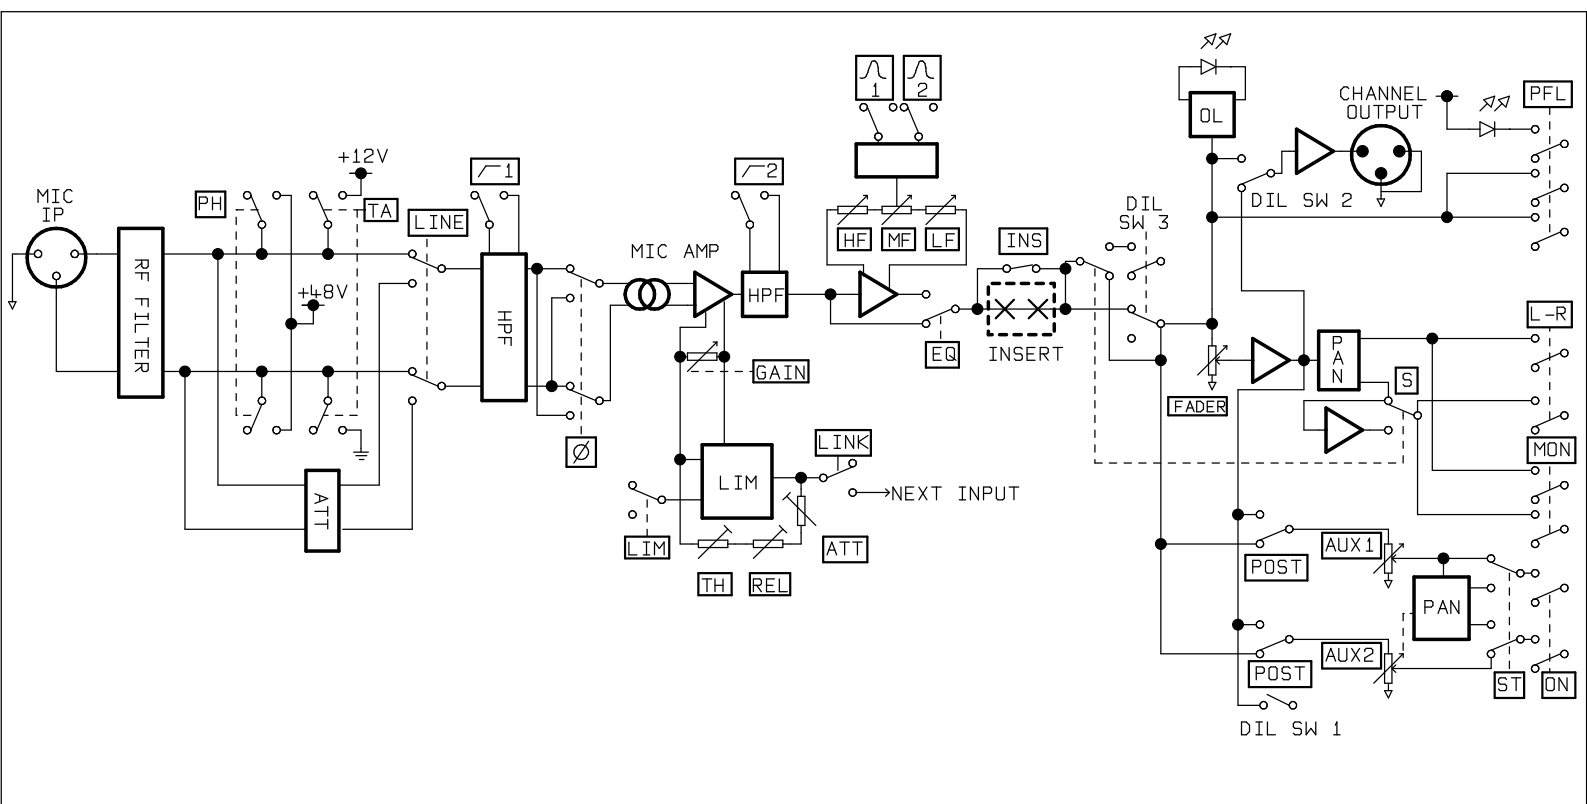 MIC
IP
RF FILTER
PH
+12V
TA
+48V
LINE
1
HPF
ATT
Ø
MIC AMP
2
HPF
GAIN
LIM
LIM
LINK
NEXT INPUT
ATT
TH
REL
1
2
HF
MF
LF
EQ
INS
INSERT
DIL
SW 3
OL
DIL SW 2
CHANNEL
OUTPUT
PFL
FADER
PAN
S
L-R
MON
POST
AUX1
PAN
POST
AUX2
ST
ON
DIL SW 1